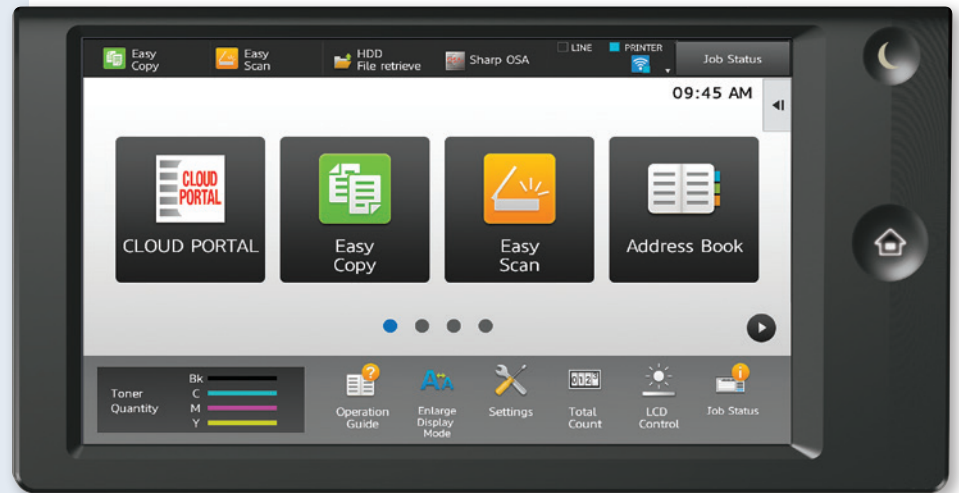 Easy
Copy
Easy
Scan
HDD
File retrieve
Sharp OSA
LINE
PRINTER
Job Status
09:45 AM
CLOUD
PORTAL
CLOUD PORTAL
Easy
Copy
Easy
Scan
Address Book
Toner
Quantity
Bk
C
M
Y
Operation
Guide
Enlarge
Display
Mode
Settings
Total
Count
LCD
Control
Job Status